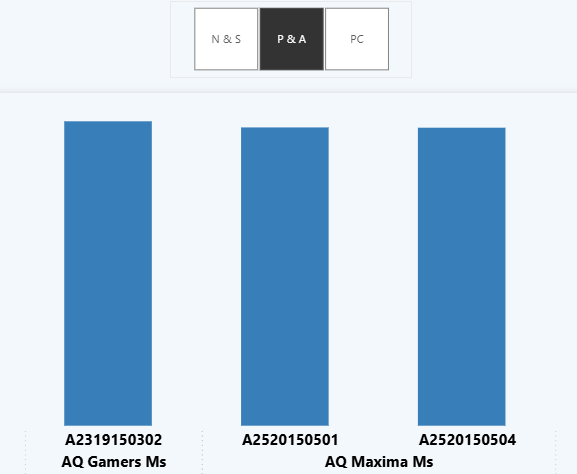 N & S P & A PC
A2319150302 A2520150501 A2520150504
AQ Gamers Ms AQ Maxima Ms